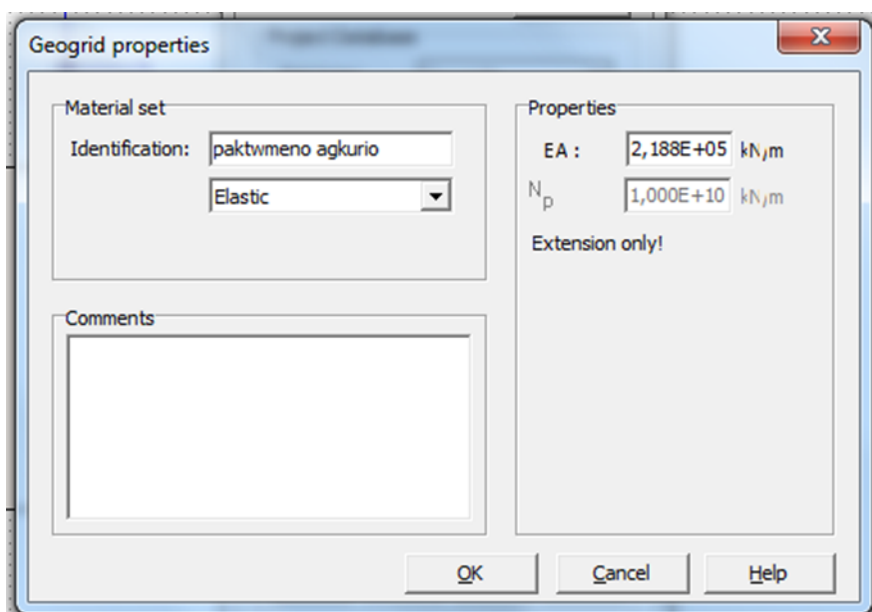 Geogrid properties
Material set
Identification: paktwmeno agkurio
Elastic
Comments
Properties
EA : 2,188E+05 kN/m
Np 1,000E+10 kN/m
Extension only!
OK Cancel Help